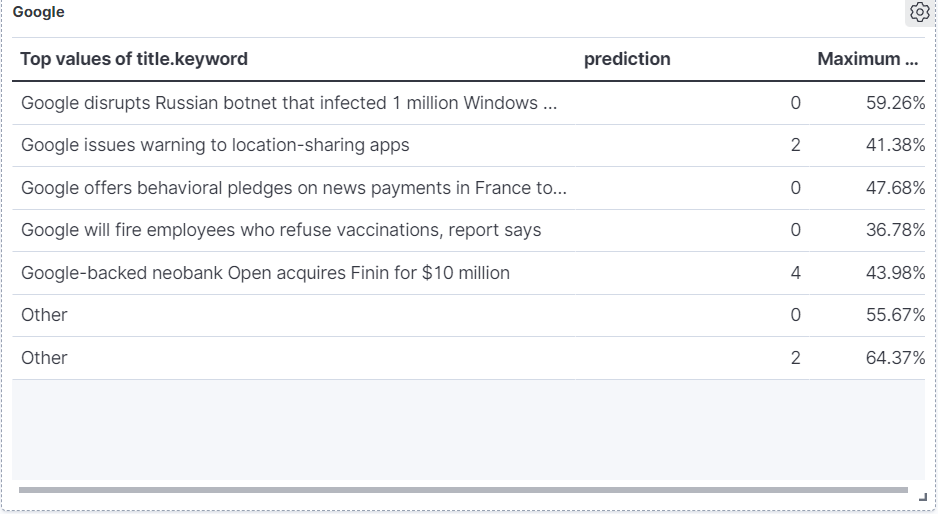 Google
Top values of title.keyword prediction Maximum ...
Google disrupts Russian botnet that infected 1 million Windows ... 0 59.26%
Google issues warning to location-sharing apps 2 41.38%
Google offers behavioral pledges on news payments in France to... 0 47.68%
Google will fire employees who refuse vaccinations, report says 0 36.78%
Google-backed neobank Open acquires Finin for $10 million 4 43.98%
Other 0 55.67%
Other 2 64.37%